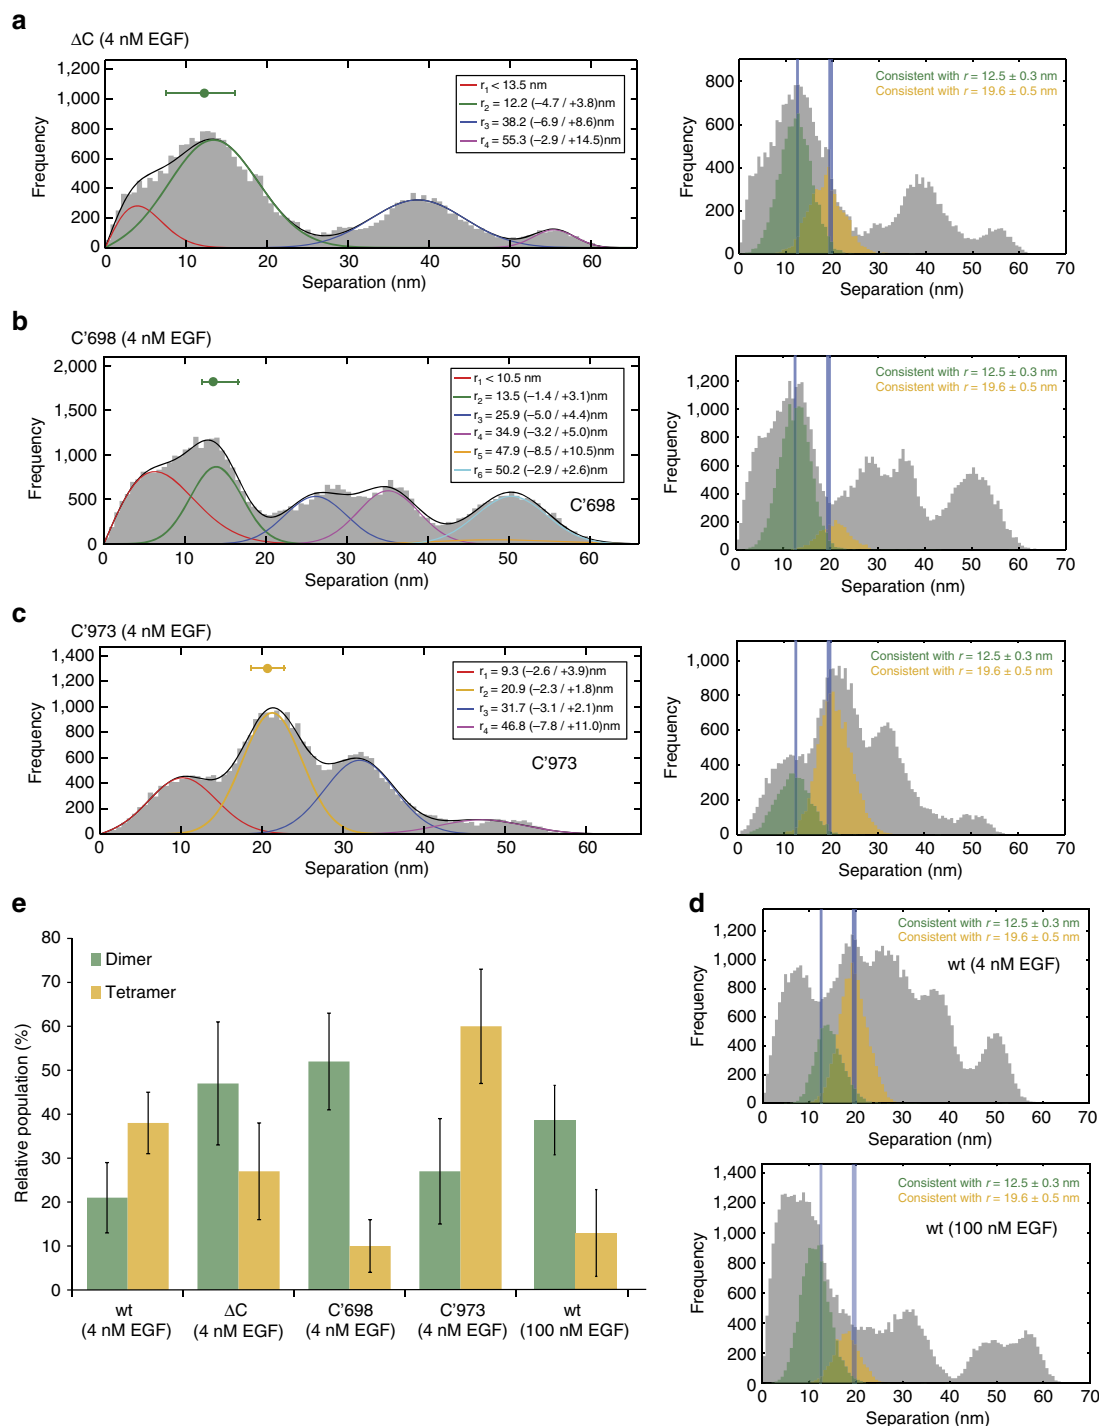 a
ΔC (4 nM EGF)
1,200
1,000
800
600
400
200
0
Frequency
0 10 20 30 40 50 60
Separation (nm)
r1 < 13.5 nm
r2 = 12.2 (−4.7 / +3.8)nm
r3 = 38.2 (−6.9 / +8.6)nm
r4 = 55.3 (−2.9 / +14.5)nm
800
600
400
200
0
Frequency
Consistent with r = 12.5 ± 0.3 nm
Consistent with r = 19.6 ± 0.5 nm
0 10 20 30 40 50 60 70
Separation (nm)
b
C'698 (4 nM EGF)
2,000
1,500
1,000
500
0
Frequency
0 10 20 30 40 50 60
Separation (nm)
r1 < 10.5 nm
r2 = 13.5 (−1.4 / +3.1)nm
r3 = 25.9 (−5.0 / +4.4)nm
r4 = 34.9 (−3.2 / +5.0)nm
r5 = 47.9 (−8.5 / +10.5)nm
r6 = 50.2 (−2.9 / +2.6)nm
C'698
1,200
1,000
800
600
400
200
0
Frequency
Consistent with r = 12.5 ± 0.3 nm
Consistent with r = 19.6 ± 0.5 nm
0 10 20 30 40 50 60 70
Separation (nm)
c
C'973 (4 nM EGF)
1,400
1,200
1,000
800
600
400
200
0
Frequency
0 10 20 30 40 50 60
Separation (nm)
r1 = 9.3 (−2.6 / +3.9)nm
r2 = 20.9 (−2.3 / +1.8)nm
r3 = 31.7 (−3.1 / +2.1)nm
r4 = 46.8 (−7.8 / +11.0)nm
C'973
1,000
800
600
400
200
0
Frequency
Consistent with r = 12.5 ± 0.3 nm
Consistent with r = 19.6 ± 0.5 nm
0 10 20 30 40 50 60 70
Separation (nm)
e
80
70
60
50
40
30
20
10
0
Relative population (%)
Dimer
Tetramer
wt ΔC C'698 C'973 wt
(4 nM EGF) (4 nM EGF) (4 nM EGF) (4 nM EGF) (100 nM EGF)
d
1,200
1,000
800
600
400
200
0
Frequency
Consistent with r = 12.5 ± 0.3 nm
Consistent with r = 19.6 ± 0.5 nm
wt (4 nM EGF)
0 10 20 30 40 50 60 70
Separation (nm)
1,400
1,200
1,000
800
600
400
200
0
Frequency
Consistent with r = 12.5 ± 0.3 nm
Consistent with r = 19.6 ± 0.5 nm
wt (100 nM EGF)
0 10 20 30 40 50 60 70
Separation (nm)